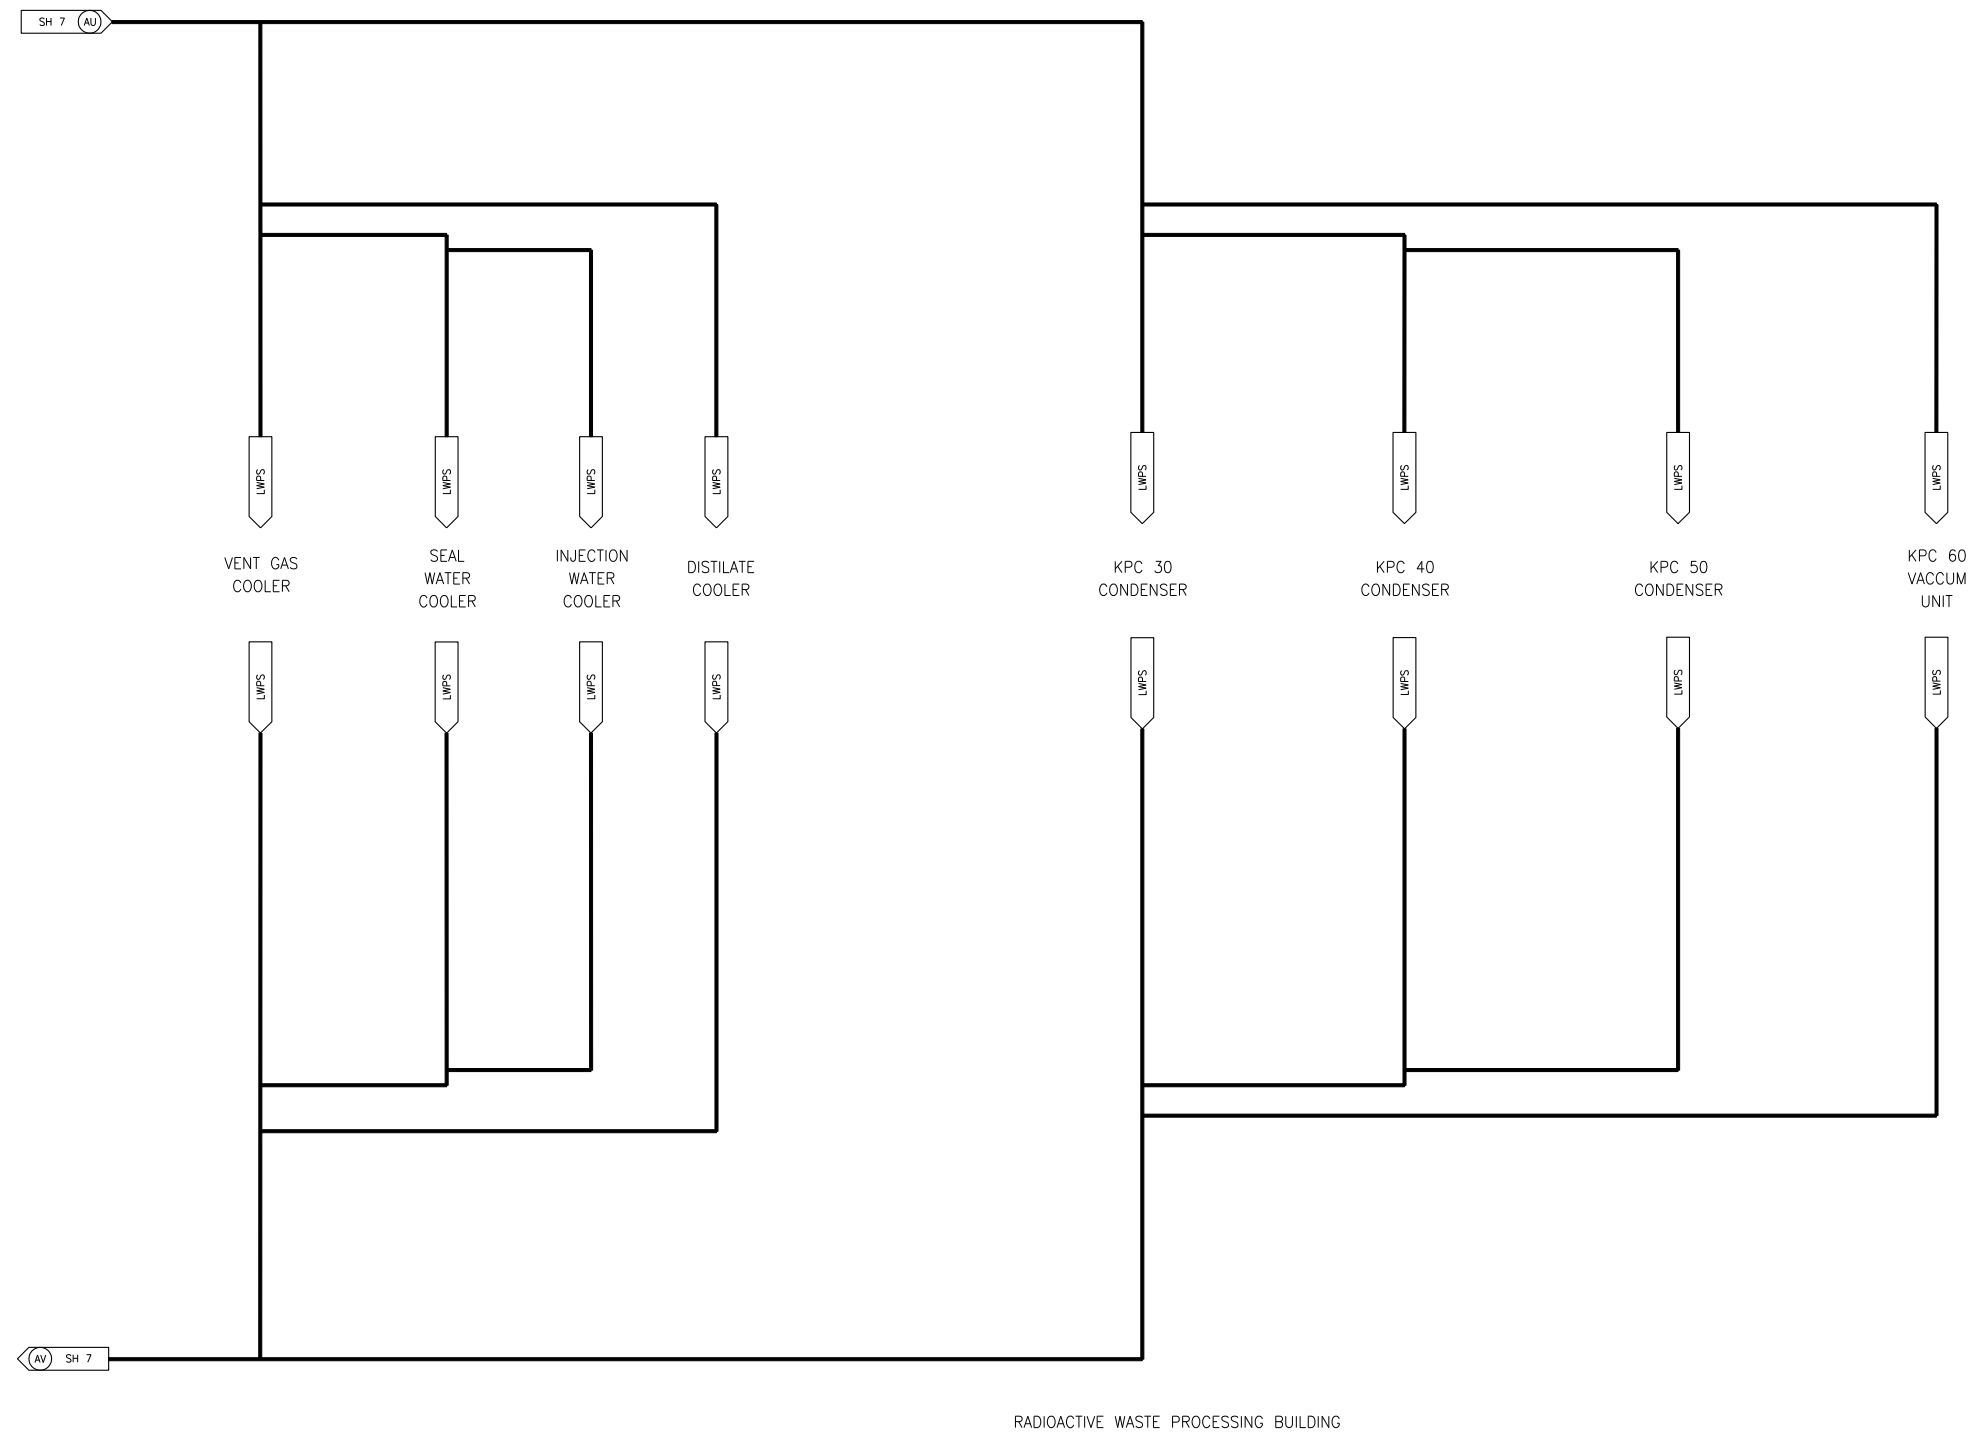 SH 7 AU
LWPS
LWPS
LWPS
LWPS
LWPS
LWPS
LWPS
LWPS
VENT GAS
COOLER
SEAL
WATER
COOLER
INJECTION
WATER
COOLER
DISTILATE
COOLER
KPC 30
CONDENSER
KPC 40
CONDENSER
KPC 50
CONDENSER
KPC 60
VACCUM
UNIT
LWPS
LWPS
LWPS
LWPS
LWPS
LWPS
LWPS
LWPS
AV SH 7
RADIOACTIVE WASTE PROCESSING BUILDING